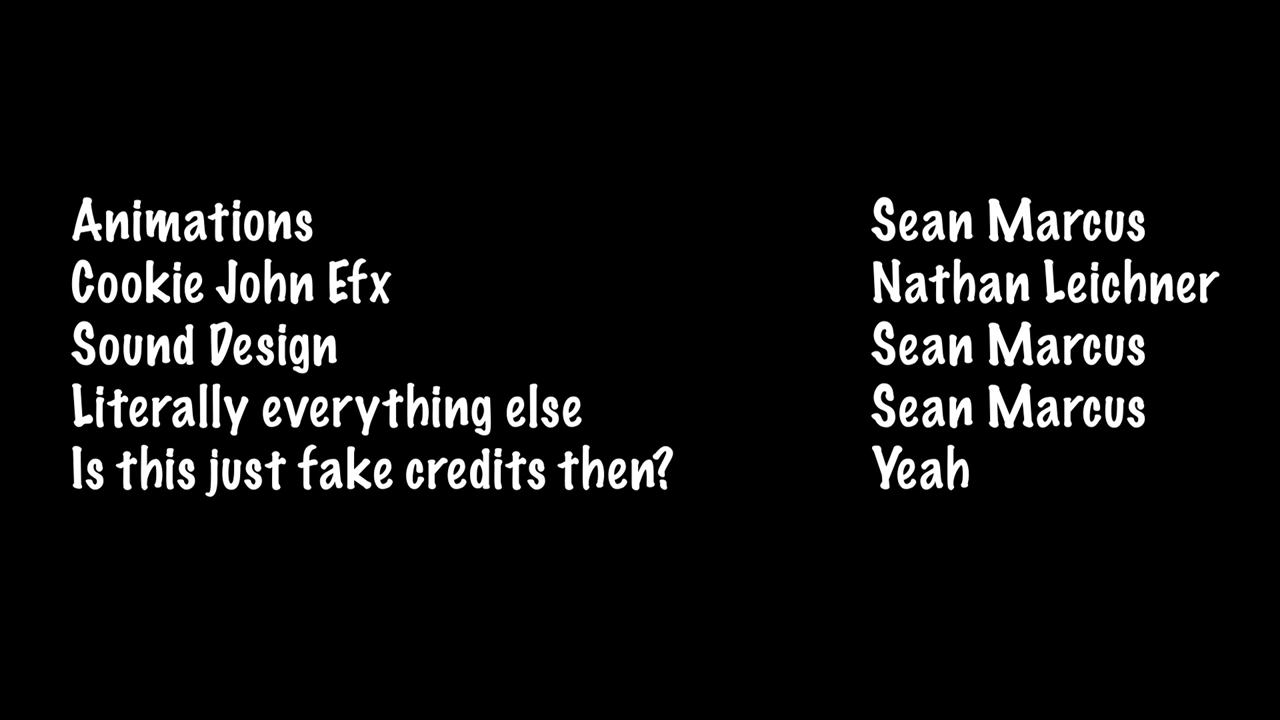 Animations Sean Marcus
Cookie John Efx Nathan Leichner
Sound Design Sean Marcus
Literally everything else Sean Marcus
Is this just fake credits then? Yeah